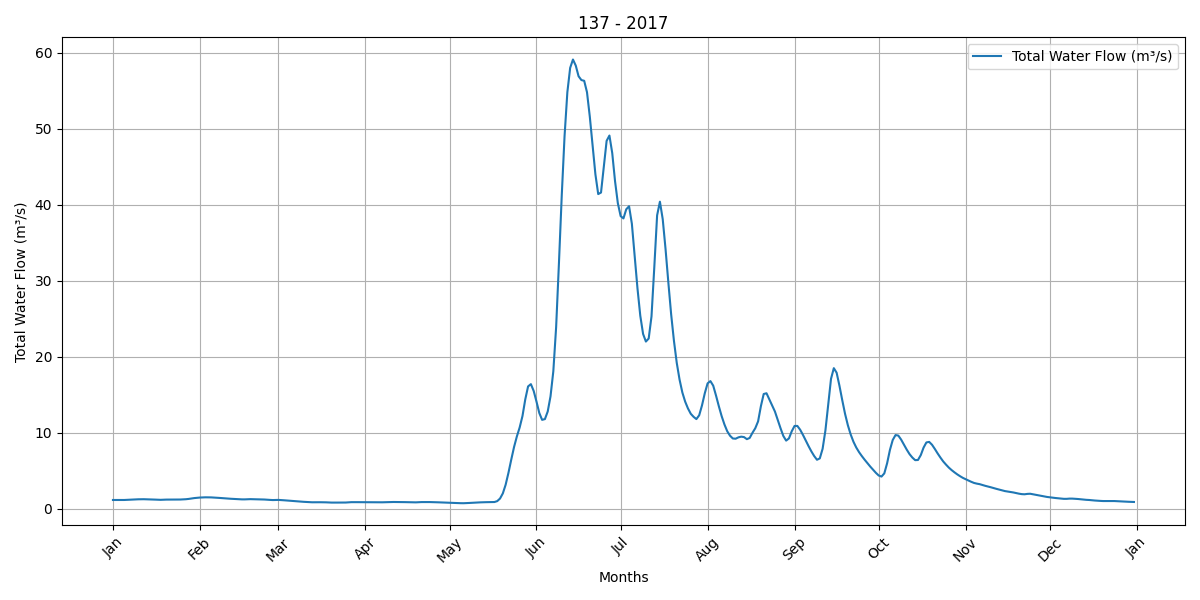 137 - 2017
Total Water Flow (m³/s)
60
50
40
30
20
10
0
Total Water Flow (m³/s)
Jan
Feb
Mar
Apr
May
Jun
Jul
Aug
Sep
Oct
Nov
Dec
Jan
Months